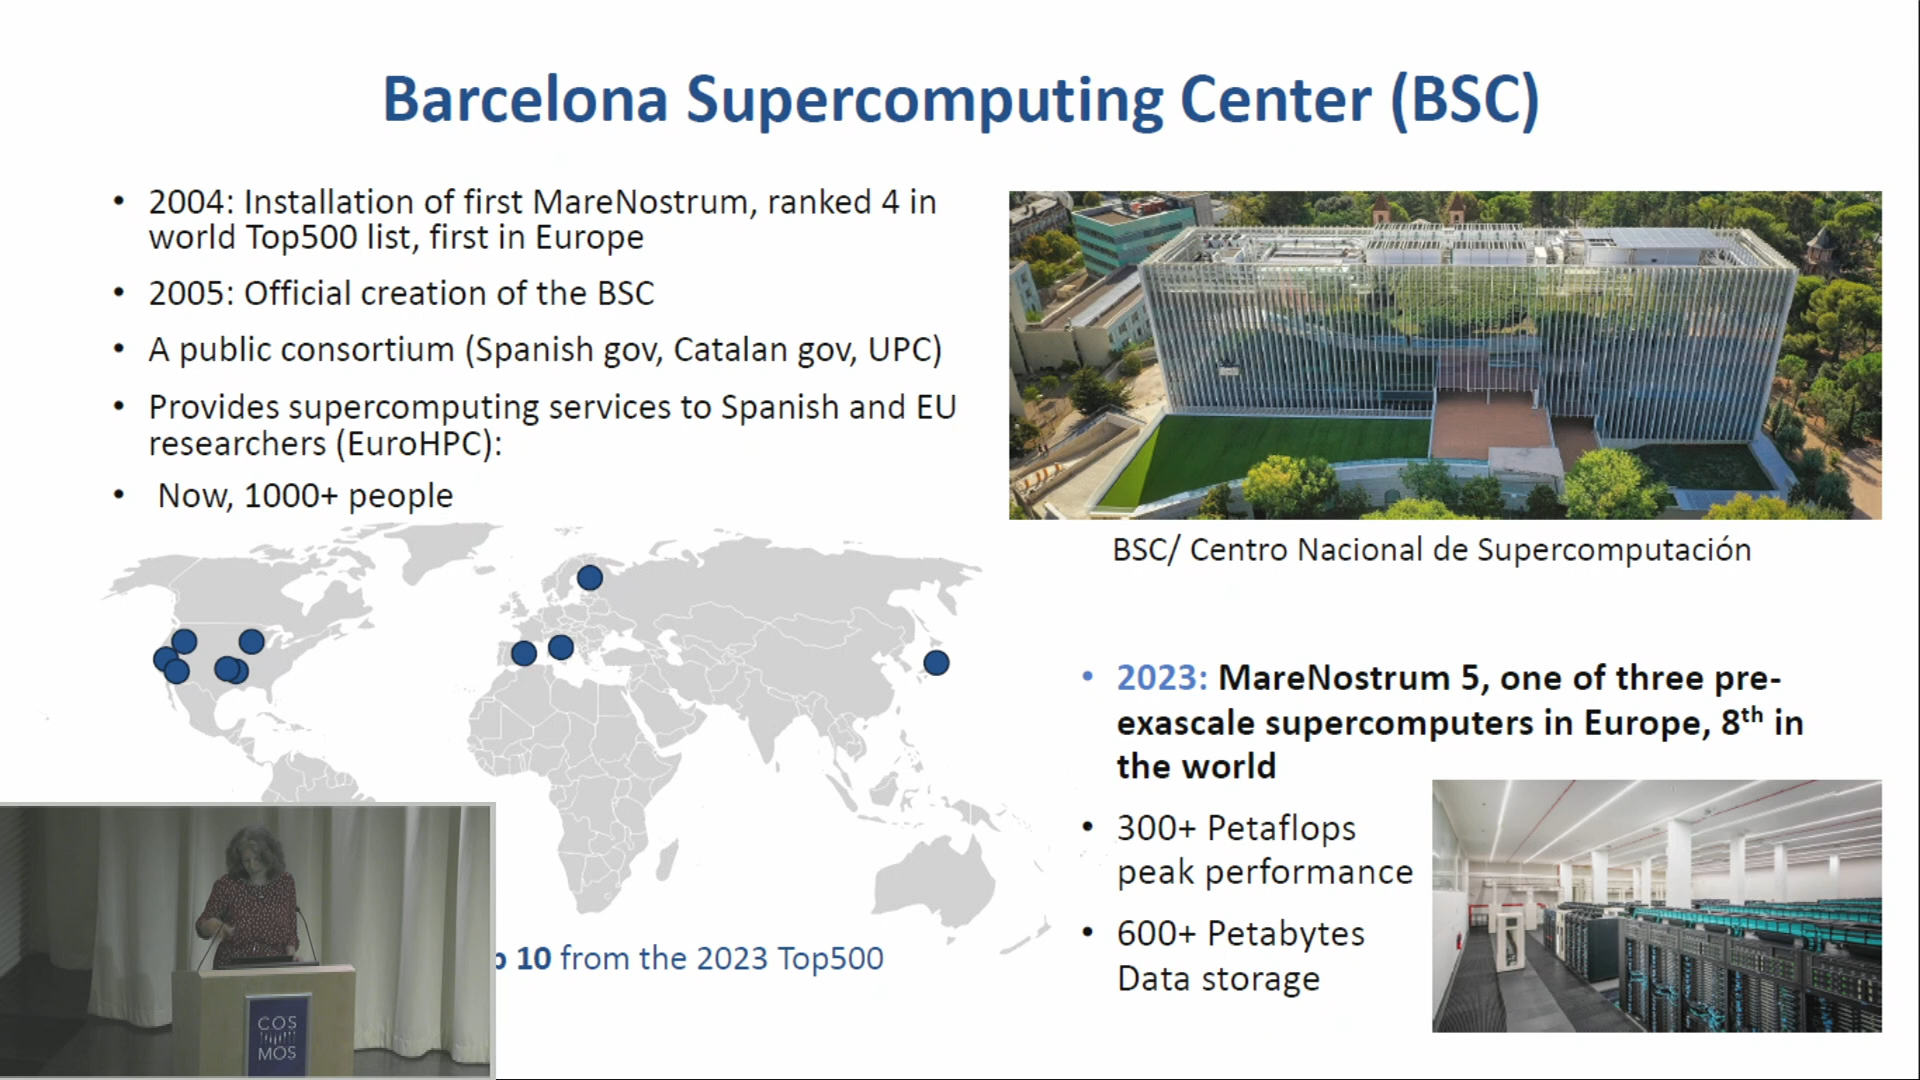 Barcelona Supercomputing Center (BSC)
• 2004: Installation of first MareNostrum, ranked 4 in
world Top500 list, first in Europe
• 2005: Official creation of the BSC
• A public consortium (Spanish gov, Catalan gov, UPC)
• Provides supercomputing services to Spanish and EU
researchers (EuroHPC):
• Now, 1000+ people
10 from the 2023 Top500
BSC/ Centro Nacional de Supercomputación
• 2023: MareNostrum 5, one of three pre-
exascale supercomputers in Europe, 8th in
the world
• 300+ Petaflops
peak performance
• 600+ Petabytes
Data storage
COS
MOS